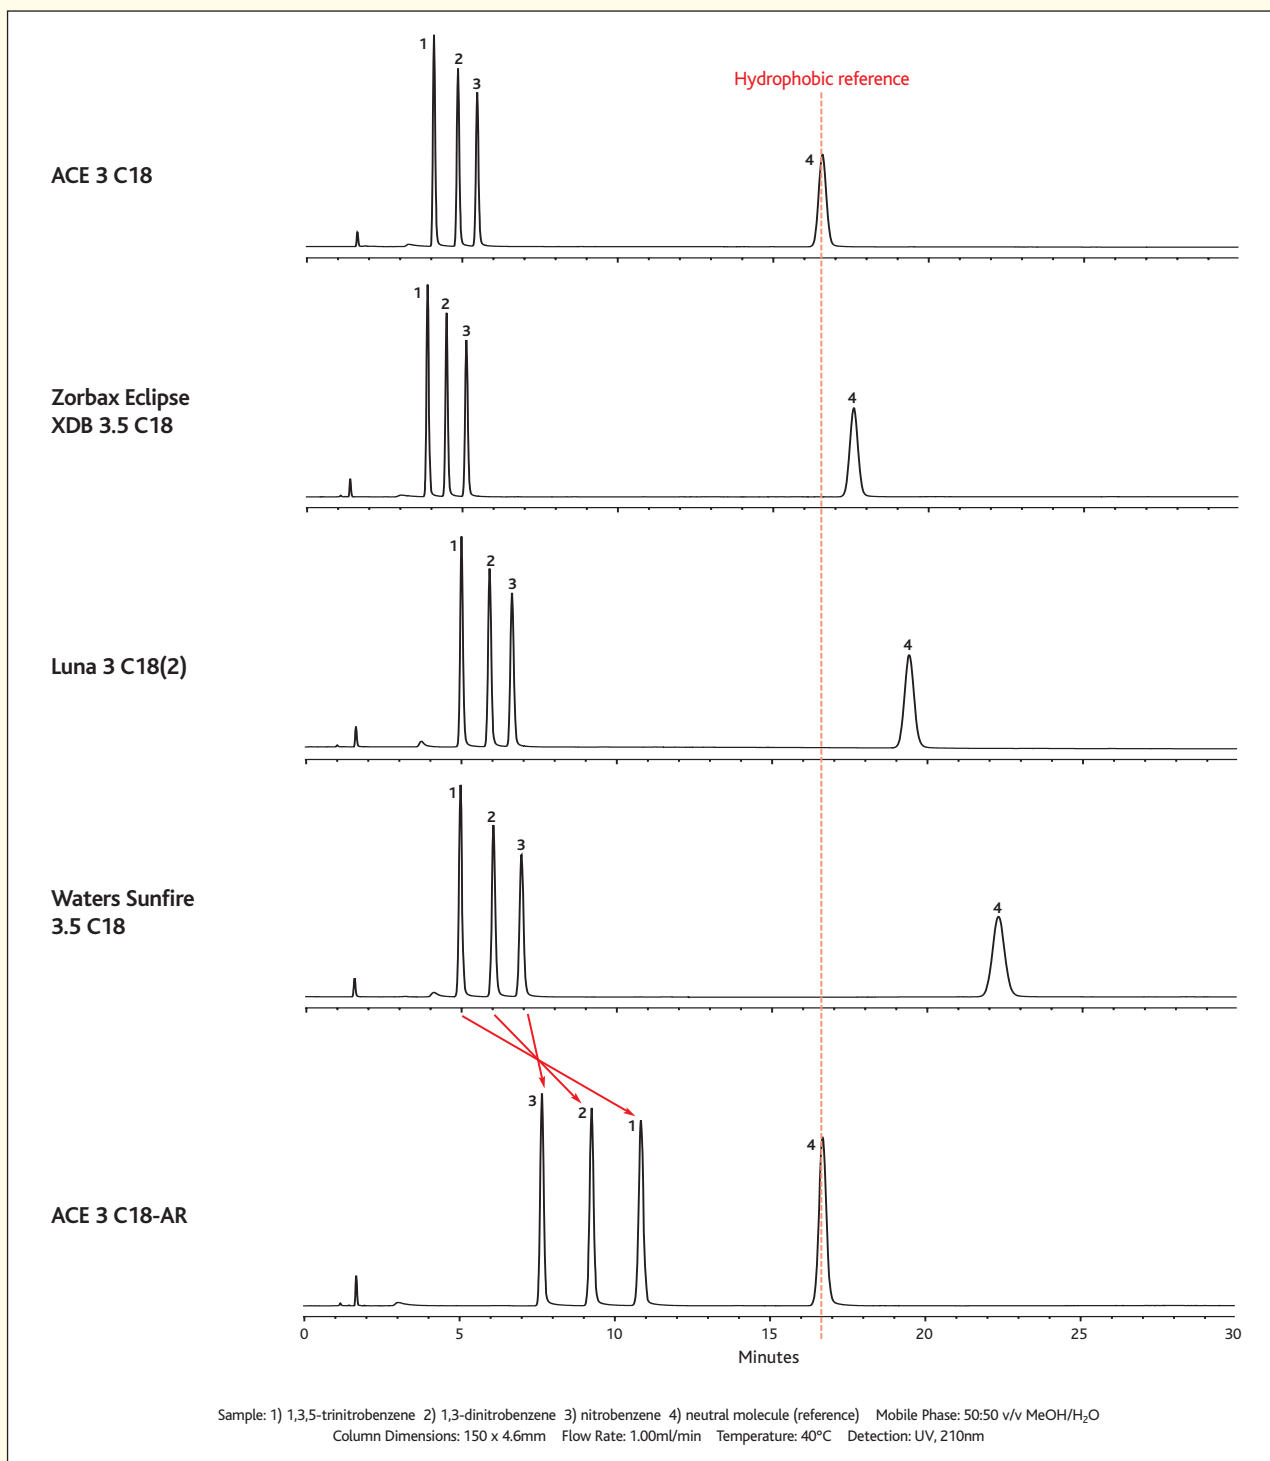 Hydrophobic reference
1
2
3
4
ACE 3 C18
1
2
3
4
Zorbax Eclipse
XDB 3.5 C18
1
2
3
4
Luna 3 C18(2)
1
2
3
4
Waters Sunfire
3.5 C18
3
2
1
4
ACE 3 C18-AR
0 5 10 15 20 25 30
Minutes
Sample: 1) 1,3,5-trinitrobenzene 2) 1,3-dinitrobenzene 3) nitrobenzene 4) neutral molecule (reference) Mobile Phase: 50:50 v/v MeOH/H₂O
Column Dimensions: 150 x 4.6mm Flow Rate: 1.00ml/min Temperature: 40ºC Detection: UV, 210nm